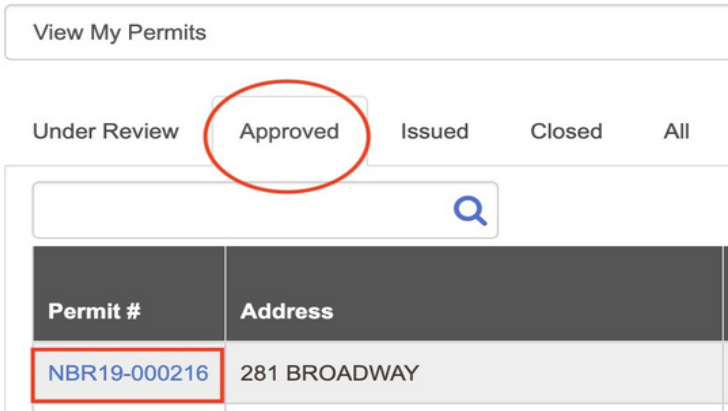 View My Permits
Under Review Approved Issued Closed All
Permit # Address
NBR19-000216 281 BROADWAY